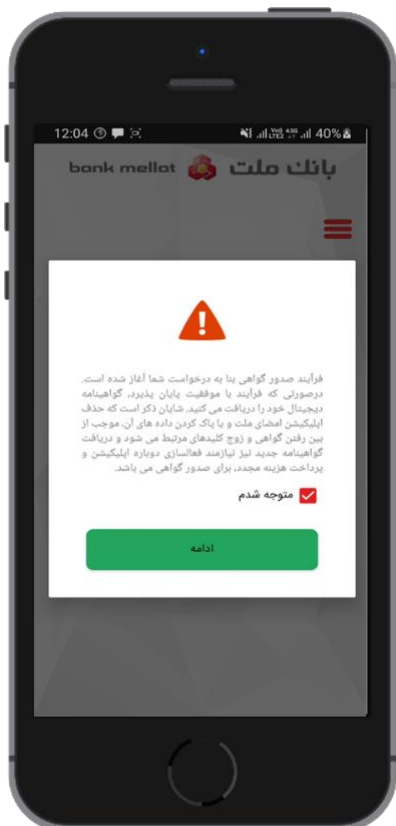 12:04 40%
bank mellat بانك ملت
فرآیند صدور گواهی بنا به درخواست شما آغاز شده است.
درصورتی که فرآیند با موفقیت پایان پذیرد، گواهینامه
دیجیتال خود را دریافت می کنید. شایان ذکر است که حذف
اپلیکیشن امضای ملت و یا پاک کردن داده های آن، موجب از
بین رفتن گواهی و زوج کلیدهای مرتبط می شود و دریافت
گواهینامه جدید نیز نیازمند فعالسازی دوباره اپلیکیشن و
پرداخت هزینه مجدد، برای صدور گواهی می باشد.
متوجه شدم
ادامه